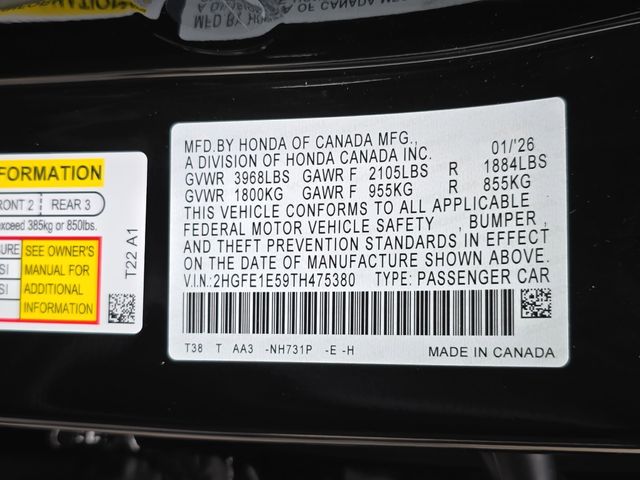 MFD.BY HONDA OF CANADA MFG., 01/'26
A DIVISION OF HONDA CANADA INC.
GVWR 3968LBS GAWR F 2105LBS R 1884LBS
GVWR 1800KG GAWR F 955KG R 855KG
THIS VEHICLE CONFORMS TO ALL APPLICABLE
FEDERAL MOTOR VEHICLE SAFETY , BUMPER ,
AND THEFT PREVENTION STANDARDS IN EFFECT
ON THE DATE OF MANUFACTURE SHOWN ABOVE.
V.I.N.:2HGFE1E59TH475380 TYPE: PASSENGER CAR
T38 T AA3 -NH731P -E -H MADE IN CANADA
FORMATION
FRONT 2 REAR 3
exceed 385kg or 850lbs.
SEE OWNER'S
MANUAL FOR
ADDITIONAL
INFORMATION
T22 A1